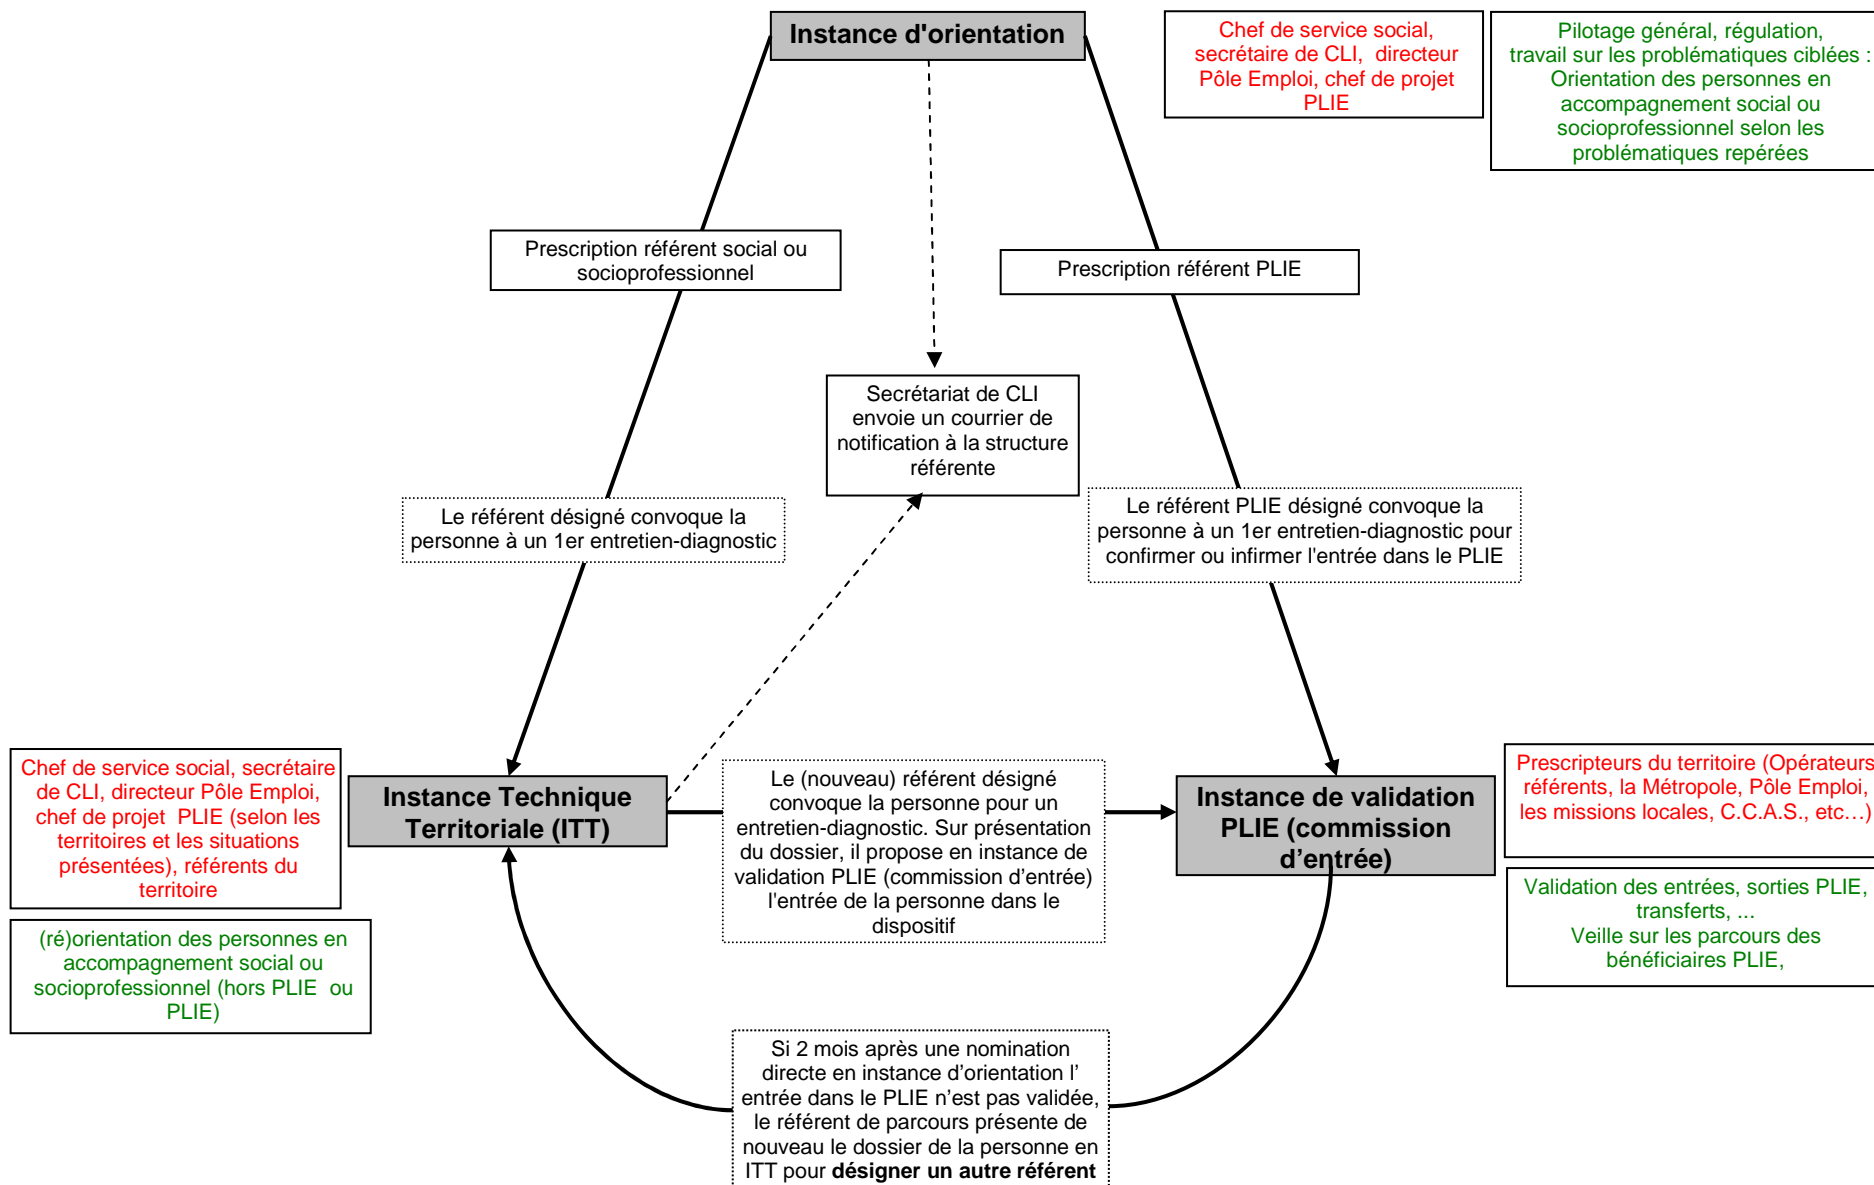 Instance d'orientation
Chef de service social,
secrétaire de CLI, directeur
Pôle Emploi, chef de projet
PLIE
Pilotage général, régulation,
travail sur les problématiques ciblées :
Orientation des personnes en
accompagnement social ou
socioprofessionnel selon les
problématiques repérées
Prescription référent social ou
socioprofessionnel
Prescription référent PLIE
Secrétariat de CLI
envoie un courrier de
notification à la structure
référente
Le référent désigné convoque la
personne à un 1er entretien-diagnostic
Le référent PLIE désigné convoque la
personne à un 1er entretien-diagnostic pour
confirmer ou infirmer l'entrée dans le PLIE
Chef de service social, secrétaire
de CLI, directeur Pôle Emploi,
chef de projet PLIE (selon les
territoires et les situations
présentées), référents du
territoire
Instance Technique
Territoriale (ITT)
Le (nouveau) référent désigné
convoque la personne pour un
entretien-diagnostic. Sur présentation
du dossier, il propose en instance de
validation PLIE (commission d’entrée)
l'entrée de la personne dans le
dispositif
Instance de validation
PLIE (commission
d’entrée)
Prescripteurs du territoire (Opérateurs
référents, la Métropole, Pôle Emploi,
les missions locales, C.C.A.S., etc…)
(ré)orientation des personnes en
accompagnement social ou
socioprofessionnel (hors PLIE ou
PLIE)
Validation des entrées, sorties PLIE,
transferts, ...
Veille sur les parcours des
bénéficiaires PLIE,
Si 2 mois après une nomination
directe en instance d’orientation l’
entrée dans le PLIE n’est pas validée,
le référent de parcours présente de
nouveau le dossier de la personne en
ITT pour désigner un autre référent